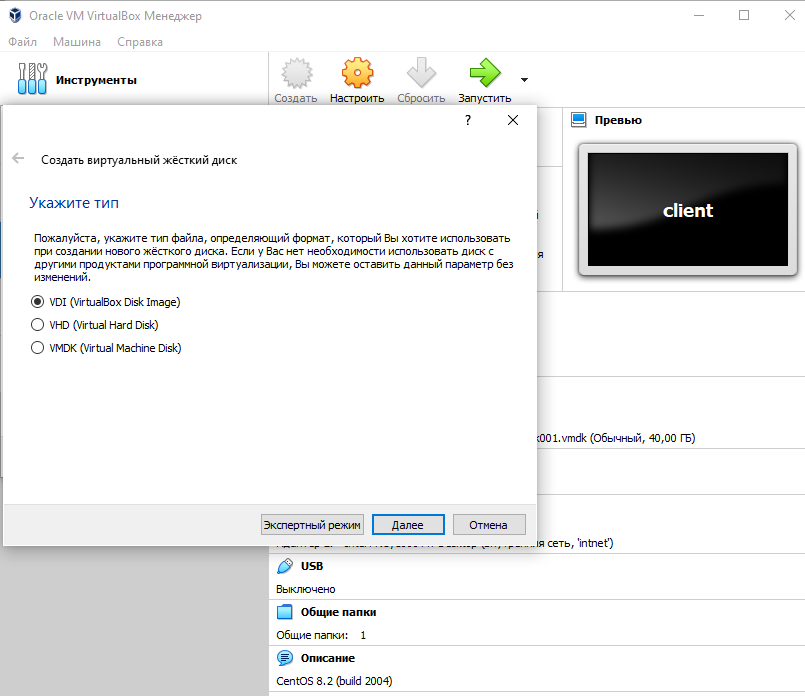 Oracle VM VirtualBox Менеджер
Файл Машина Справка
Инструменты
Создать Настроить Сбросить Запустить
?
Превью
client
Создать виртуальный жёсткий диск
Укажите тип
Пожалуйста, укажите тип файла, определяющий формат, который Вы хотите использовать
при создании нового жёсткого диска. Если у Вас нет необходимости использовать диск с
другими продуктами программной виртуализации, Вы можете оставить данный параметр без
изменений.
VDI (VirtualBox Disk Image)
VHD (Virtual Hard Disk)
VMDK (Virtual Machine Disk)
001.vmdk (Обычный, 40,00 ГБ)
Экспертный режим Далее Отмена
сеть, 'intnet')
USB
Выключено
Общие папки
Общие папки: 1
Описание
CentOS 8.2 (build 2004)